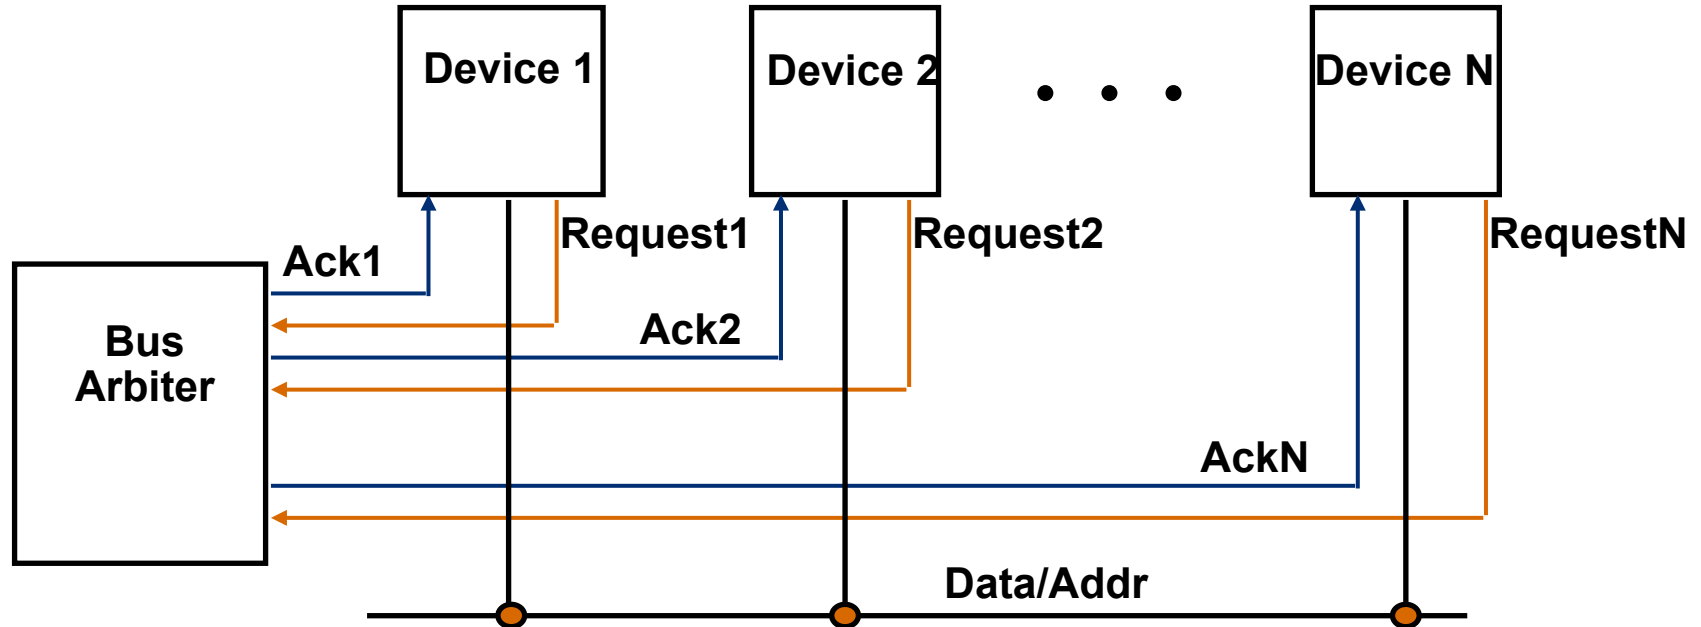 Device 1
Device 2
Device N
Request1
Request2
RequestN
Ack1
Ack2
Bus
Arbiter
AckN
Data/Addr